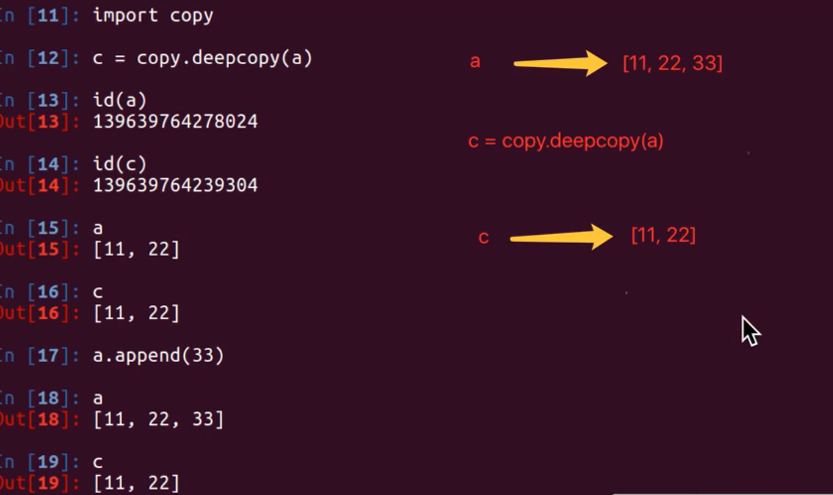 In [11]: import copy
In [12]: c = copy.deepcopy(a)
In [13]: id(a)
Out[13]: 139639764278024
In [14]: id(c)
Out[14]: 139639764239304
In [15]: a
Out[15]: [11, 22]
In [16]: c
Out[16]: [11, 22]
In [17]: a.append(33)
In [18]: a
Out[18]: [11, 22, 33]
In [19]: c
Out[19]: [11, 22]
a [11, 22, 33]
c = copy.deepcopy(a)
c [11, 22]